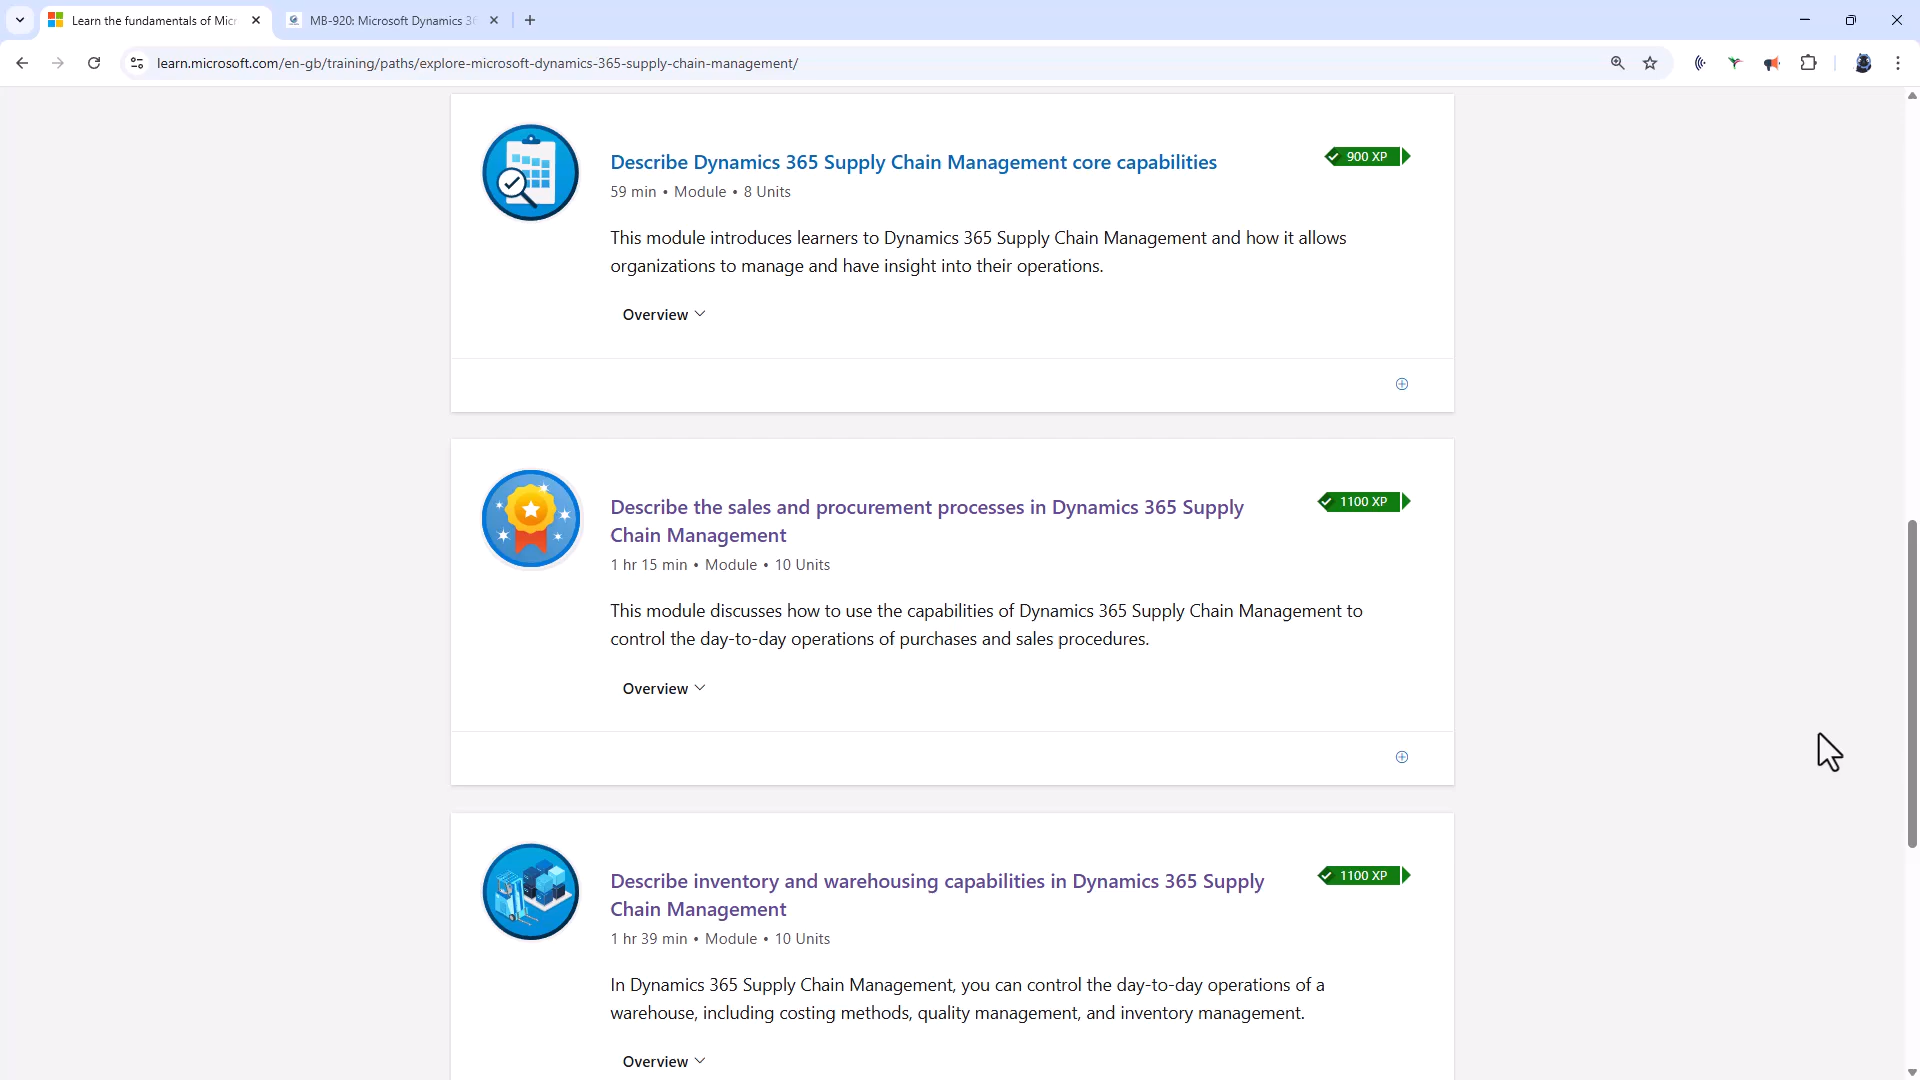 Learn the fundamentals of Micr
MB-920: Microsoft Dynamics 36
learn.microsoft.com/en-gb/training/paths/explore-microsoft-dynamics-365-supply-chain-management/
Describe Dynamics 365 Supply Chain Management core capabilities
900 XP
59 min • Module • 8 Units
This module introduces learners to Dynamics 365 Supply Chain Management and how it allows
organizations to manage and have insight into their operations.
Overview
Describe the sales and procurement processes in Dynamics 365 Supply
Chain Management
1100 XP
1 hr 15 min • Module • 10 Units
This module discusses how to use the capabilities of Dynamics 365 Supply Chain Management to
control the day-to-day operations of purchases and sales procedures.
Overview
Describe inventory and warehousing capabilities in Dynamics 365 Supply
Chain Management
1100 XP
1 hr 39 min • Module • 10 Units
In Dynamics 365 Supply Chain Management, you can control the day-to-day operations of a
warehouse, including costing methods, quality management, and inventory management.
Overview